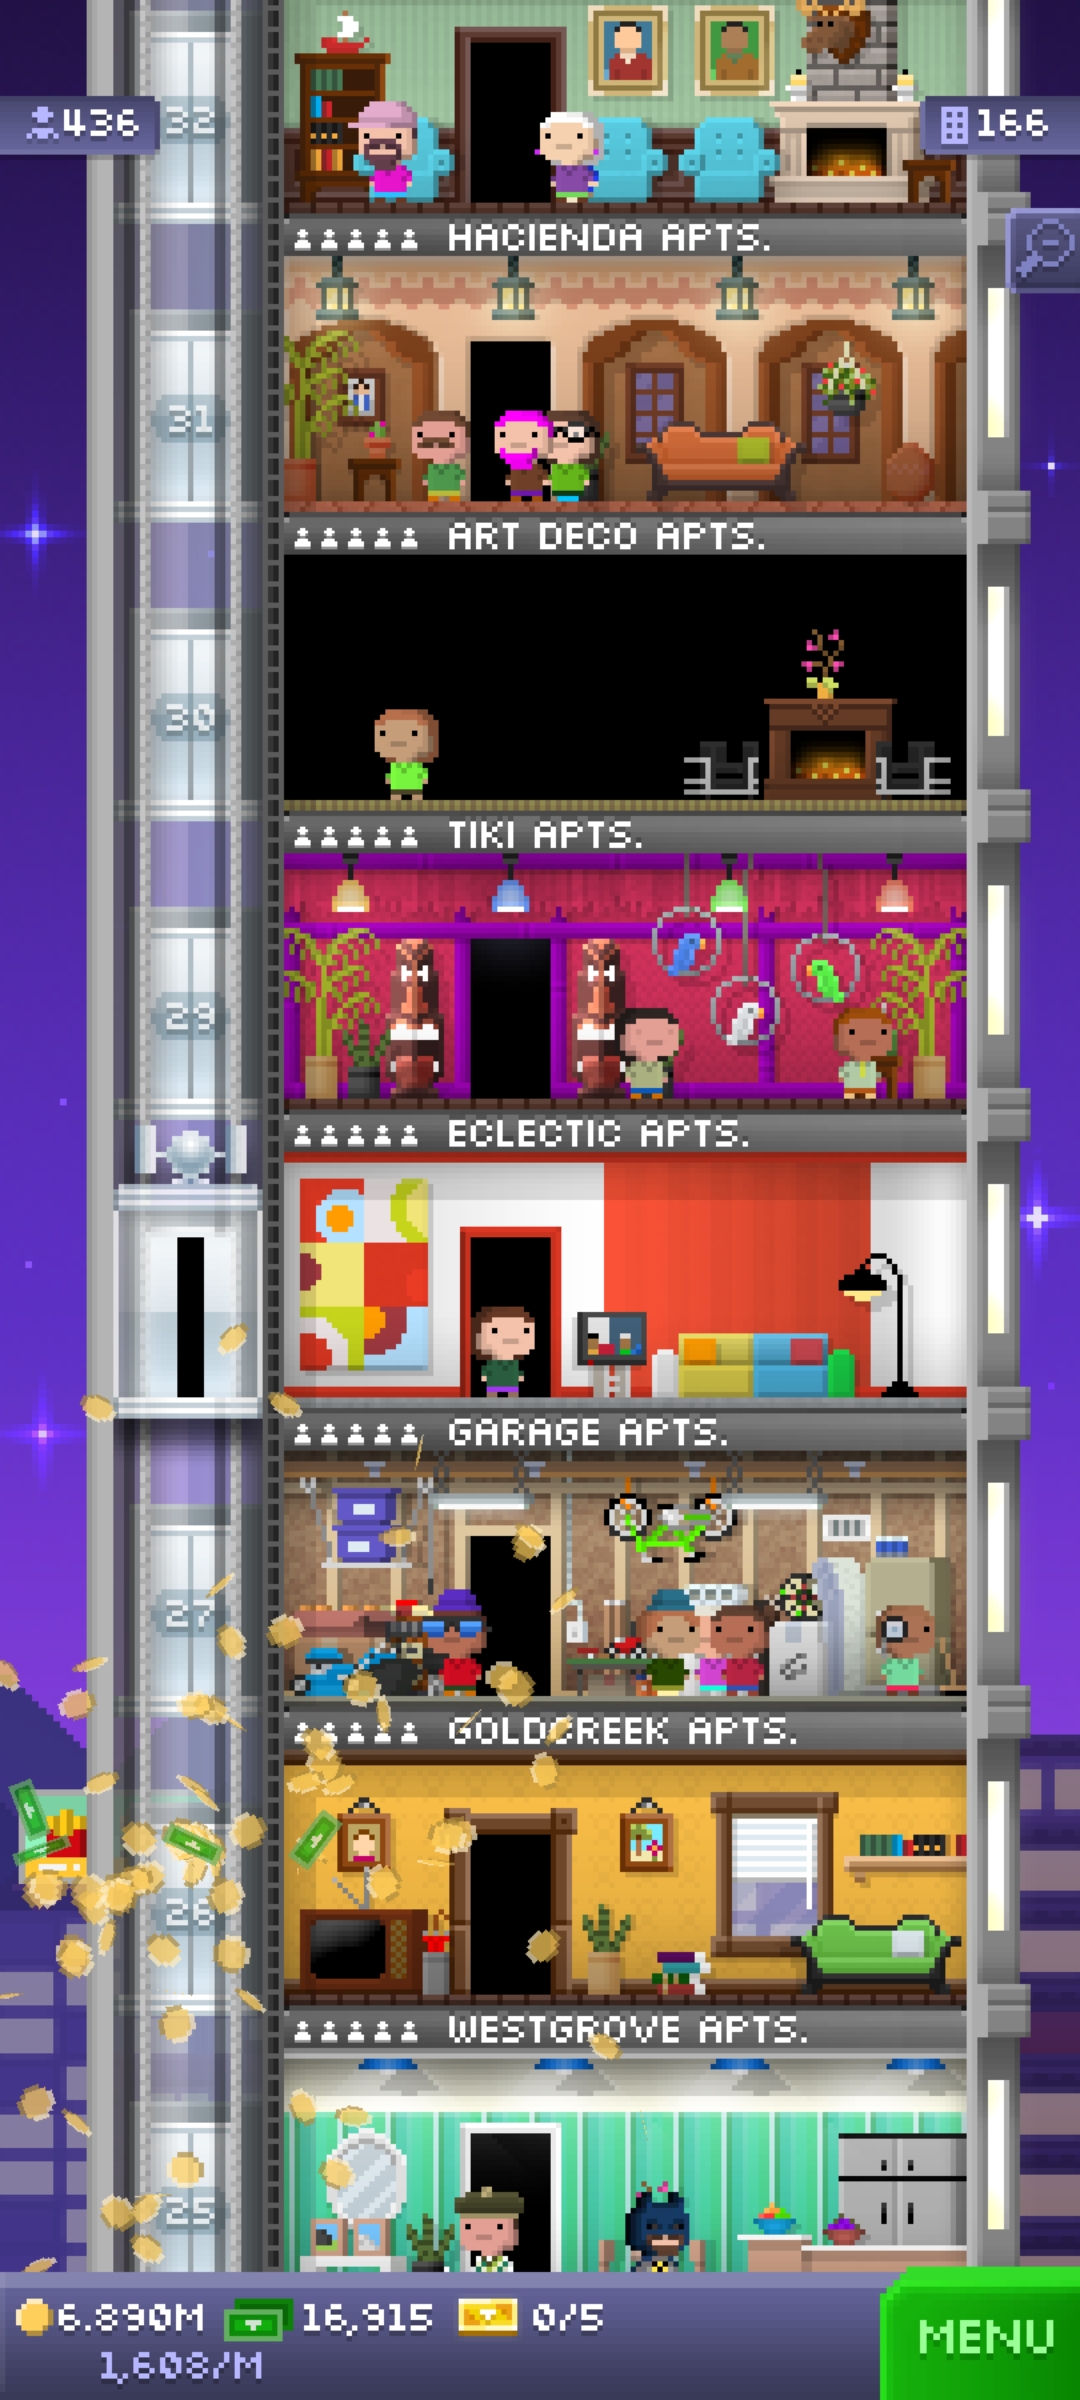 436
32
166
HACIENDA APTS.
31
ART DECO APTS.
30
TIKI APTS.
ECLECTIC APTS.
GARAGE APTS.
27
GOLDCREEK APTS.
26
WESTGROVE APTS.
25
6.890M 16,915 0/5
1,608/M
MENU